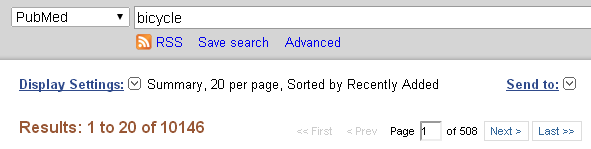 PubMed bicycle
RSS Save search Advanced
Display Settings: Summary, 20 per page, Sorted by Recently Added Send to:
Results: 1 to 20 of 10146 << First < Prev Page 1 of 508 Next > Last >>